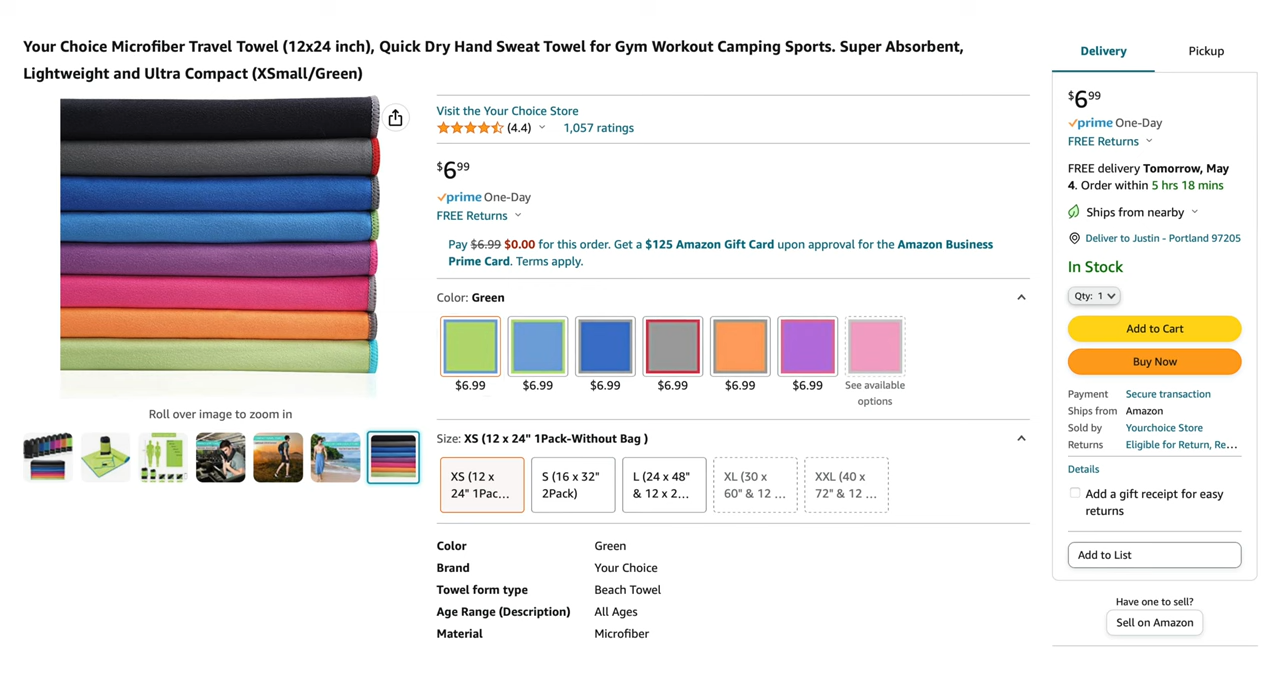 Your Choice Microfiber Travel Towel (12x24 inch), Quick Dry Hand Sweat Towel for Gym Workout Camping Sports. Super Absorbent,
Lightweight and Ultra Compact (XSmall/Green)
Roll over image to zoom in
Visit the Your Choice Store
(4.4) 1,057 ratings
$6.99
prime One-Day
FREE Returns
Pay $6.99 $0.00 for this order. Get a $125 Amazon Gift Card upon approval for the Amazon Business
Prime Card. Terms apply.
Color: Green
$6.99 $6.99 $6.99 $6.99 $6.99 $6.99 See available
options
Size: XS (12 x 24" 1Pack-Without Bag )
XS (12 x
24" 1Pac...
S (16 x 32"
2Pack)
L (24 x 48"
& 12 x 2...
XL (30 x
60" & 12 ...
XXL (40 x
72" & 12 ...
Color Green
Brand Your Choice
Towel form type Beach Towel
Age Range (Description) All Ages
Material Microfiber
Delivery Pickup
$6.99
prime One-Day
FREE Returns
FREE delivery Tomorrow, May
4. Order within 5 hrs 18 mins
Ships from nearby
Deliver to Justin - Portland 97205
In Stock
Qty: 1
Add to Cart
Buy Now
Payment Secure transaction
Ships from Amazon
Sold by Yourchoice Store
Returns Eligible for Return, Re...
Details
Add a gift receipt for easy
returns
Add to List
Have one to sell?
Sell on Amazon